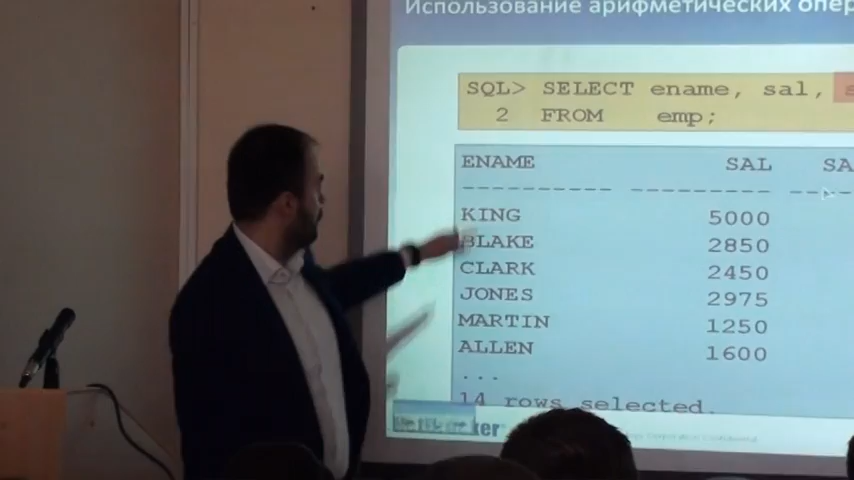 Использование арифметических опер
SQL> SELECT ename, sal,
2 FROM emp;
ENAME SAL SA
----------- ---------- --
KING 5000
BLAKE 2850
CLARK 2450
JONES 2975
MARTIN 1250
ALLEN 1600
...
14 rows selected.